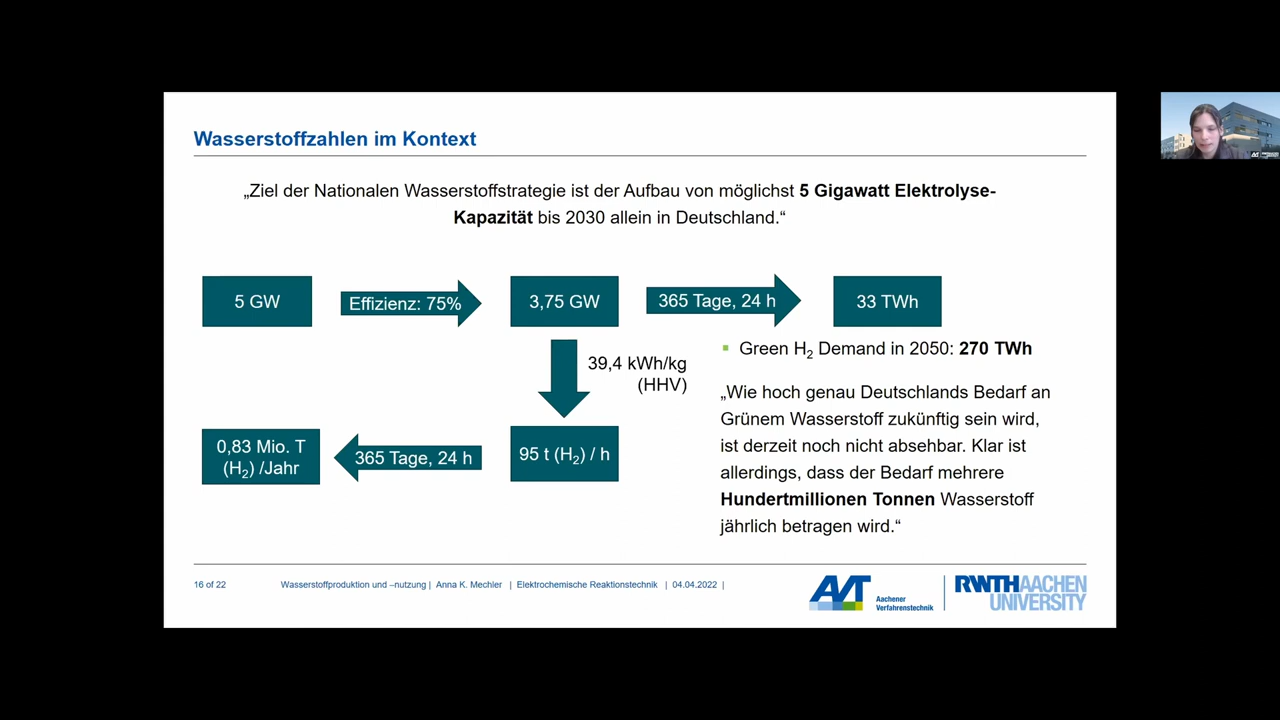 Wasserstoffzahlen im Kontext
„Ziel der Nationalen Wasserstoffstrategie ist der Aufbau von möglichst 5 Gigawatt Elektrolyse-
Kapazität bis 2030 allein in Deutschland.“
5 GW
Effizienz: 75%
3,75 GW
365 Tage, 24 h
33 TWh
39,4 kWh/kg
(HHV)
▪ Green H₂ Demand in 2050: 270 TWh
„Wie hoch genau Deutschlands Bedarf an
Grünem Wasserstoff zukünftig sein wird,
ist derzeit noch nicht absehbar. Klar ist
allerdings, dass der Bedarf mehrere
Hundertmillionen Tonnen Wasserstoff
jährlich betragen wird.“
0,83 Mio. T
(H₂) /Jahr
365 Tage, 24 h
95 t (H₂) / h
16 of 22
Wasserstoffproduktion und –nutzung | Anna K. Mechler | Elektrochemische Reaktionstechnik | 04.04.2022 |
AVT
Aachener
Verfahrenstechnik
RWTHAACHEN
UNIVERSITY